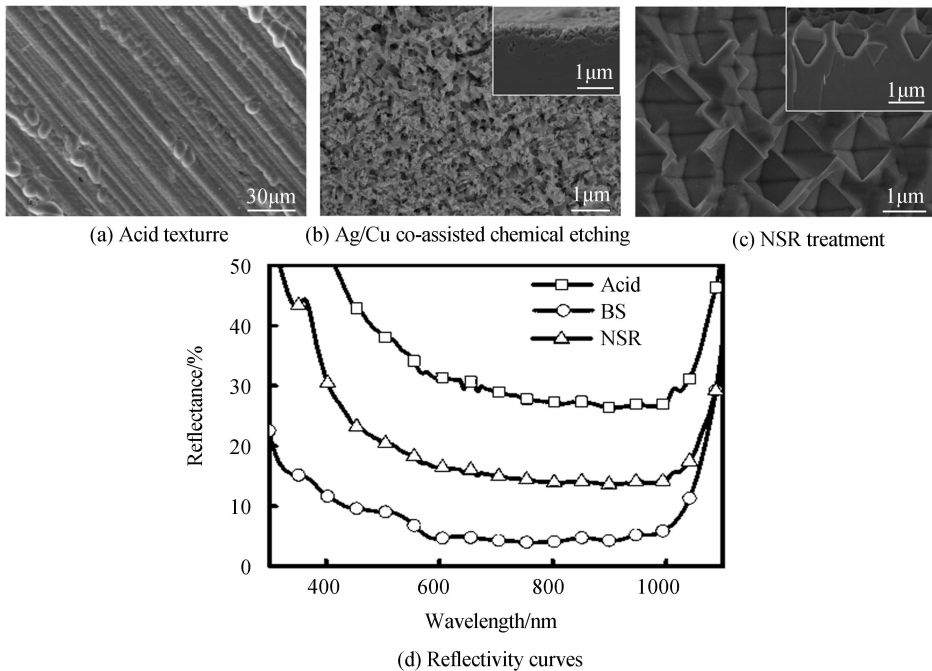 30μm
1μm
1μm
1μm
1μm
(a) Acid texturre
(b) Ag/Cu co-assisted chemical etching
(c) NSR treatment
50
40
30
20
10
0
Reflectance/%
Acid
BS
NSR
400
600
800
1000
Wavelength/nm
(d) Reflectivity curves